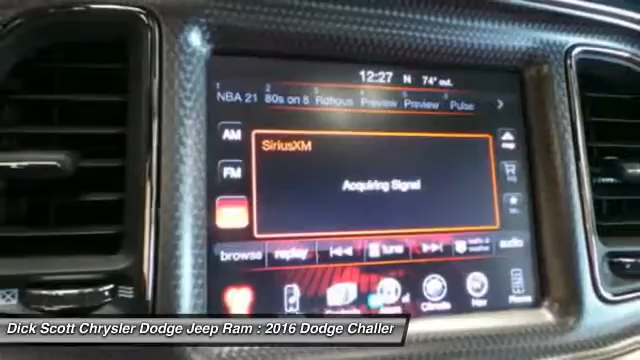 12:27 N 74° out
1 2 3 4 5 6
NBA 21 80s on 8 Rdhous Preview Preview Pulse
AM
SiriusXM
FM
Acquiring Signal
browse replay tune audio
Climate Nav Phone
Dick Scott Chrysler Dodge Jeep Ram : 2016 Dodge Challer